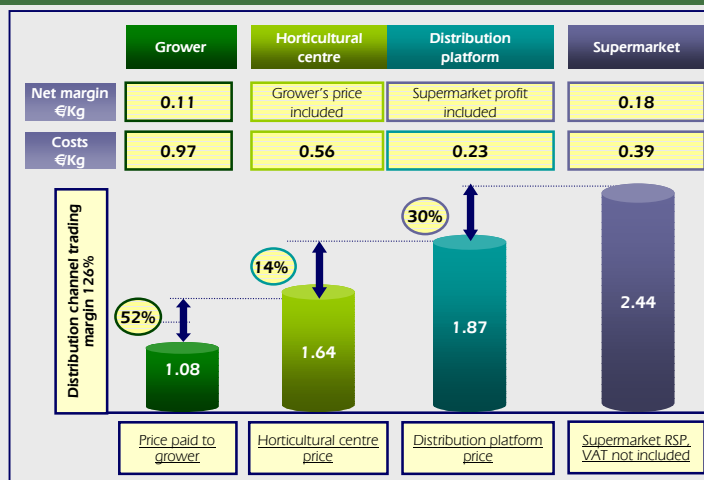 Grower
Horticultural
centre
Distribution
platform
Supermarket
Net margin
€/Kg
0.11
Grower's price
included
Supermarket profit
included
0.18
Costs
€/Kg
0.97
0.56
0.23
0.39
Distribution channel trading
margin 126%
52%
14%
30%
1.08
1.64
1.87
2.44
Price paid to
grower
Horticultural centre
price
Distribution platform
price
Supermarket RSP,
VAT not included